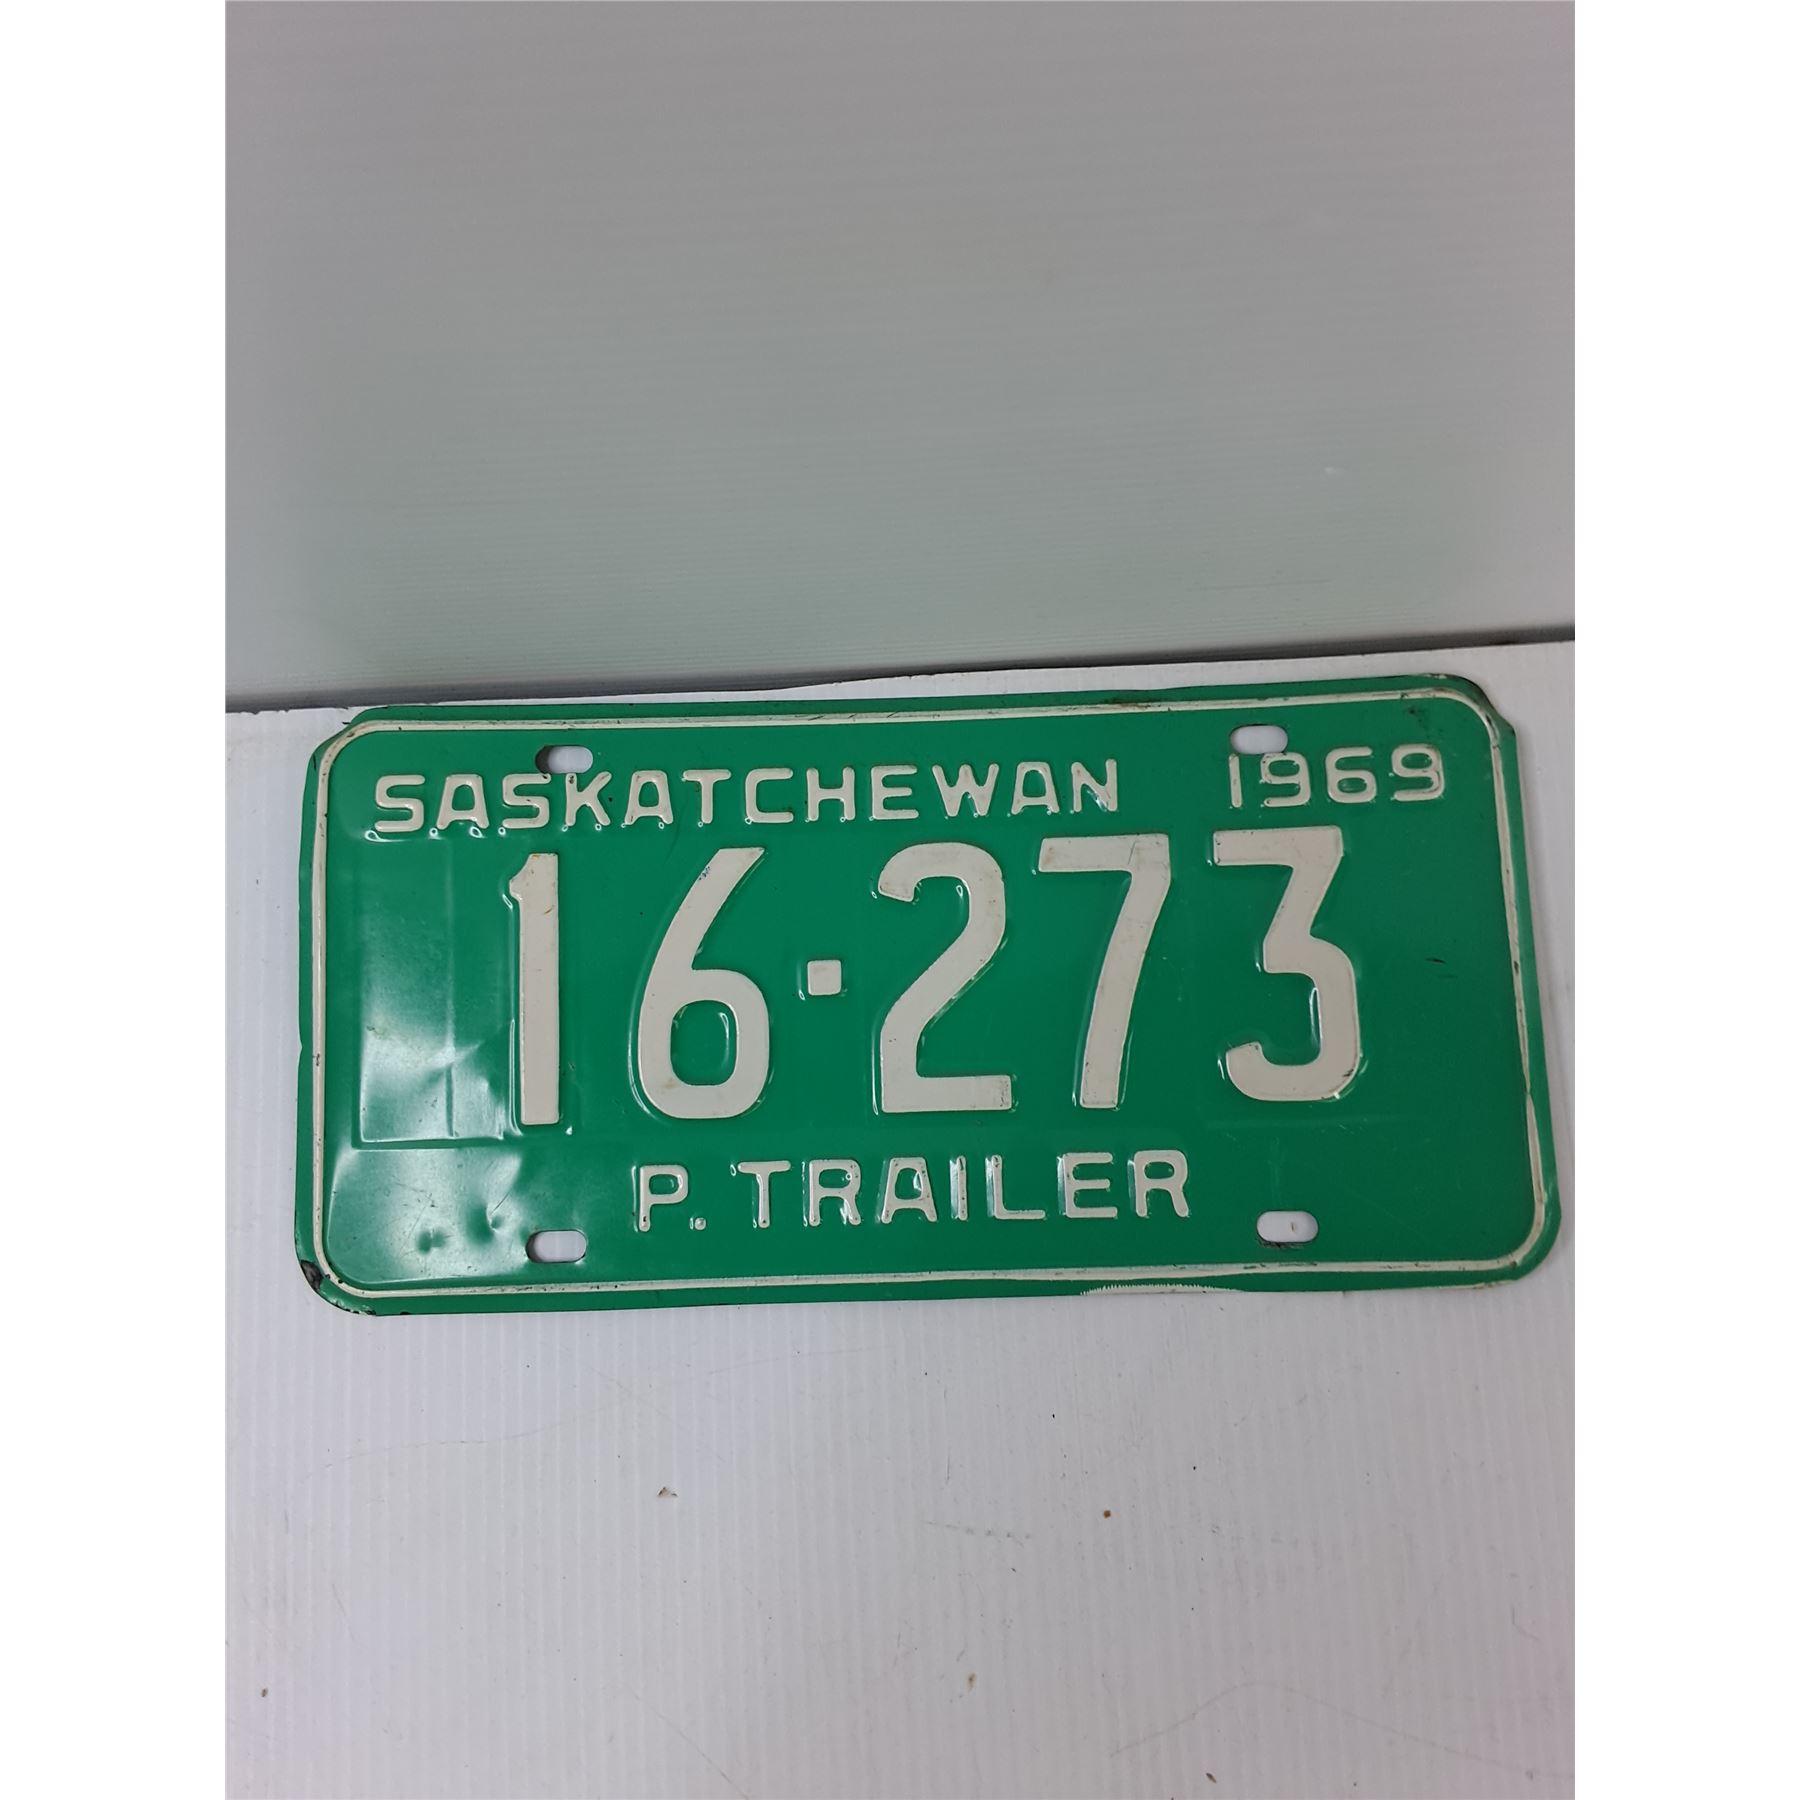 SASKATCHEWAN 1969
16·273
P. TRAILER